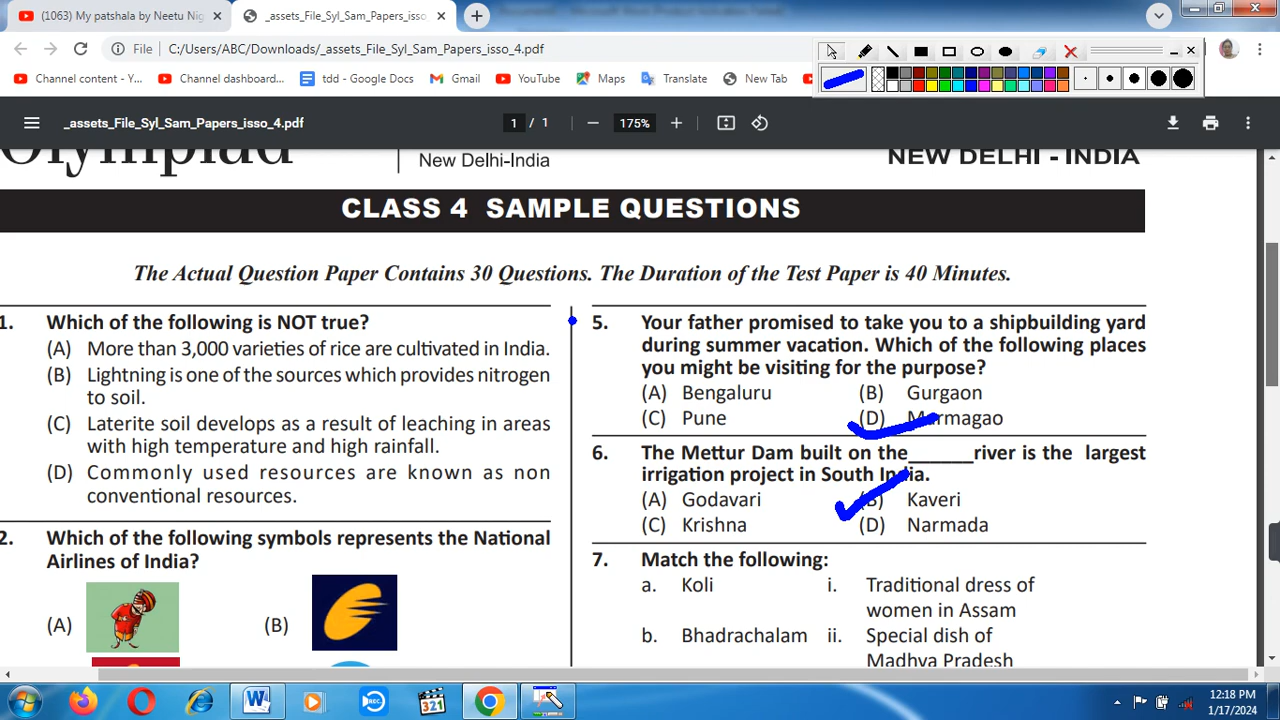 (1063) My patshala by Neetu Nig
_assets_File_Syl_Sam_Papers_isso_
File
C:/Users/ABC/Downloads/_assets_File_Syl_Sam_Papers_isso_4.pdf
Channel content - Y...
Channel dashboard...
lcd - Google Docs
Gmail
YouTube
Maps
Translate
New Tab
_assets_File_Syl_Sam_Papers_isso_4.pdf
1 / 1
175%
Olympiad
New Delhi-India
NEW DELHI - INDIA
CLASS 4 SAMPLE QUESTIONS
The Actual Question Paper Contains 30 Questions. The Duration of the Test Paper is 40 Minutes.
1. Which of the following is NOT true?
(A) More than 3,000 varieties of rice are cultivated in India.
(B) Lightning is one of the sources which provides nitrogen
to soil.
(C) Laterite soil develops as a result of leaching in areas
with high temperature and high rainfall.
(D) Commonly used resources are known as non
conventional resources.
2. Which of the following symbols represents the National
Airlines of India?
(A)
(B)
5. Your father promised to take you to a shipbuilding yard
during summer vacation. Which of the following places
you might be visiting for the purpose?
(A) Bengaluru (B) Gurgaon
(C) Pune (D) Marmagao
6. The Mettur Dam built on the______river is the largest
irrigation project in South India.
(A) Godavari (B) Kaveri
(C) Krishna (D) Narmada
7. Match the following:
a. Koli i. Traditional dress of
women in Assam
b. Bhadrachalam ii. Special dish of
Madhya Pradesh
REC
321
12:18 PM
1/17/2024